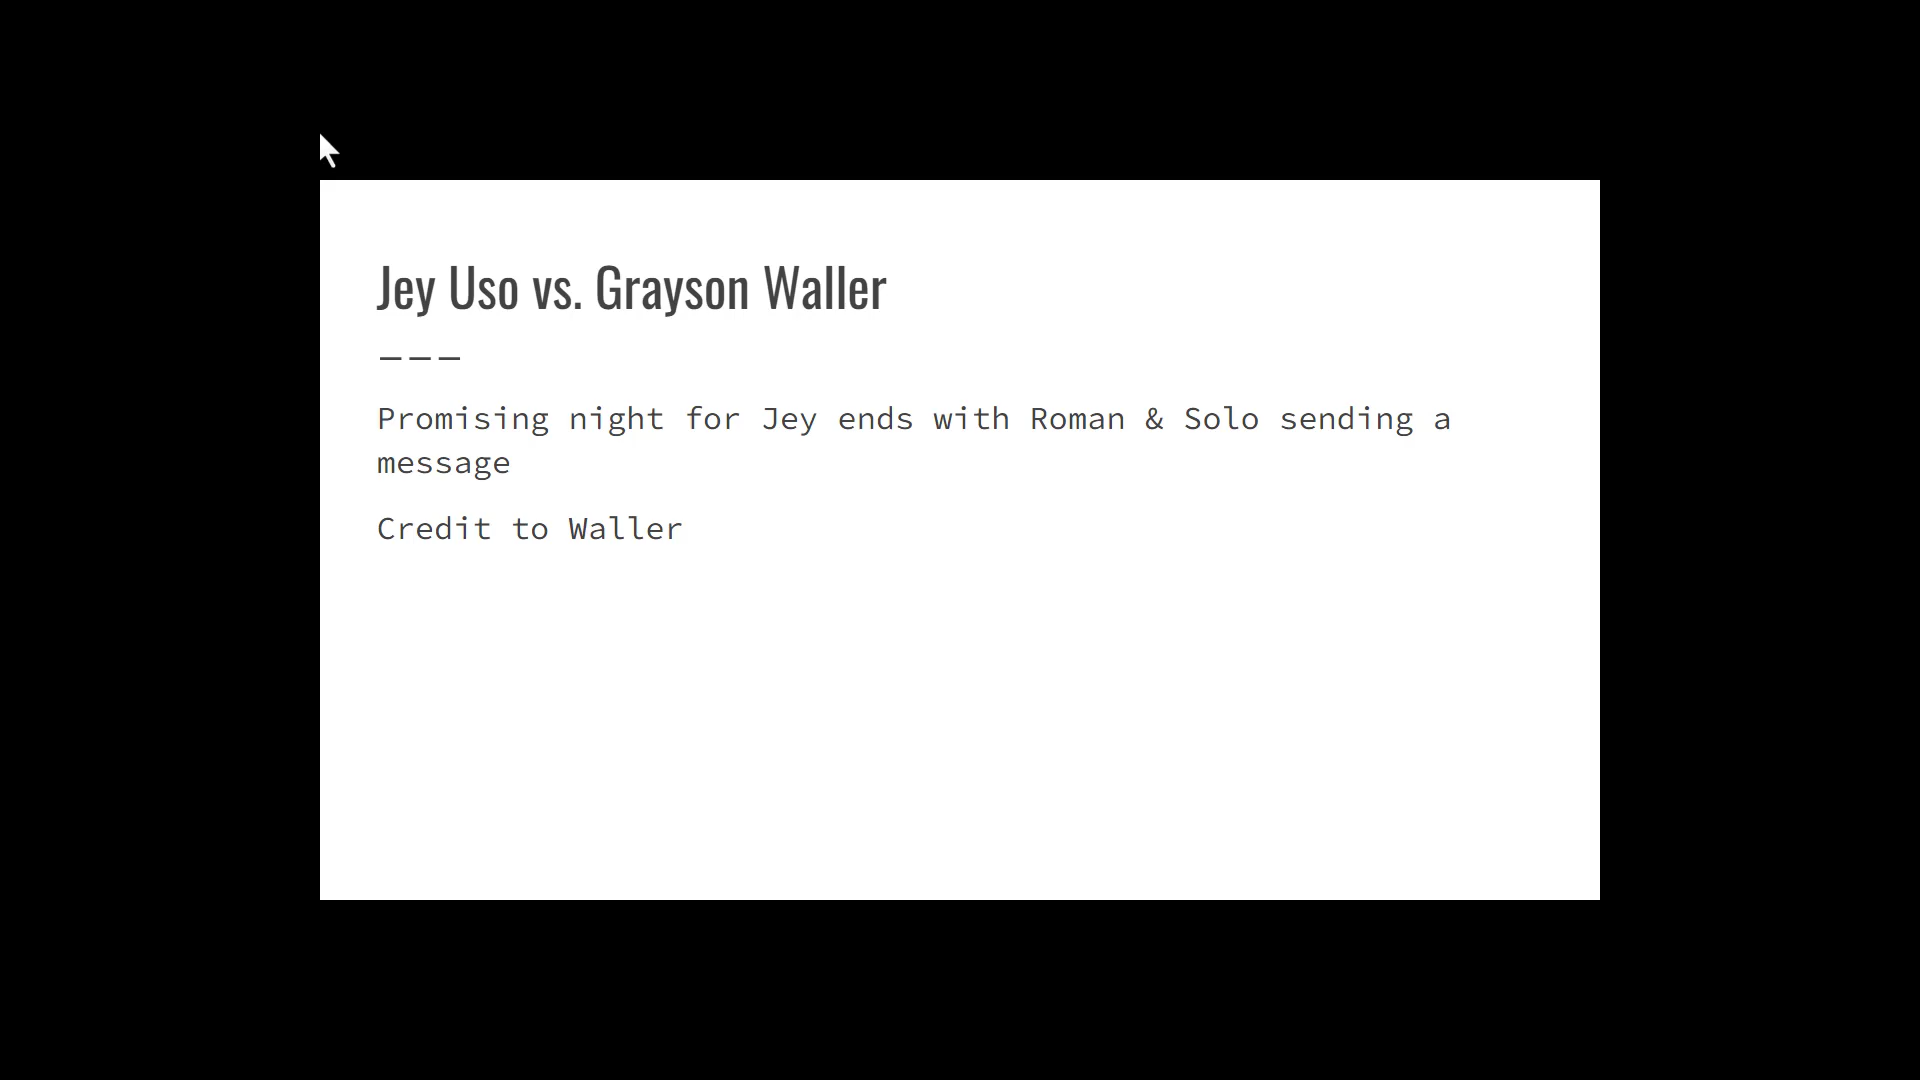 Jey Uso vs. Grayson Waller
———
Promising night for Jey ends with Roman & Solo sending a
message
Credit to Waller